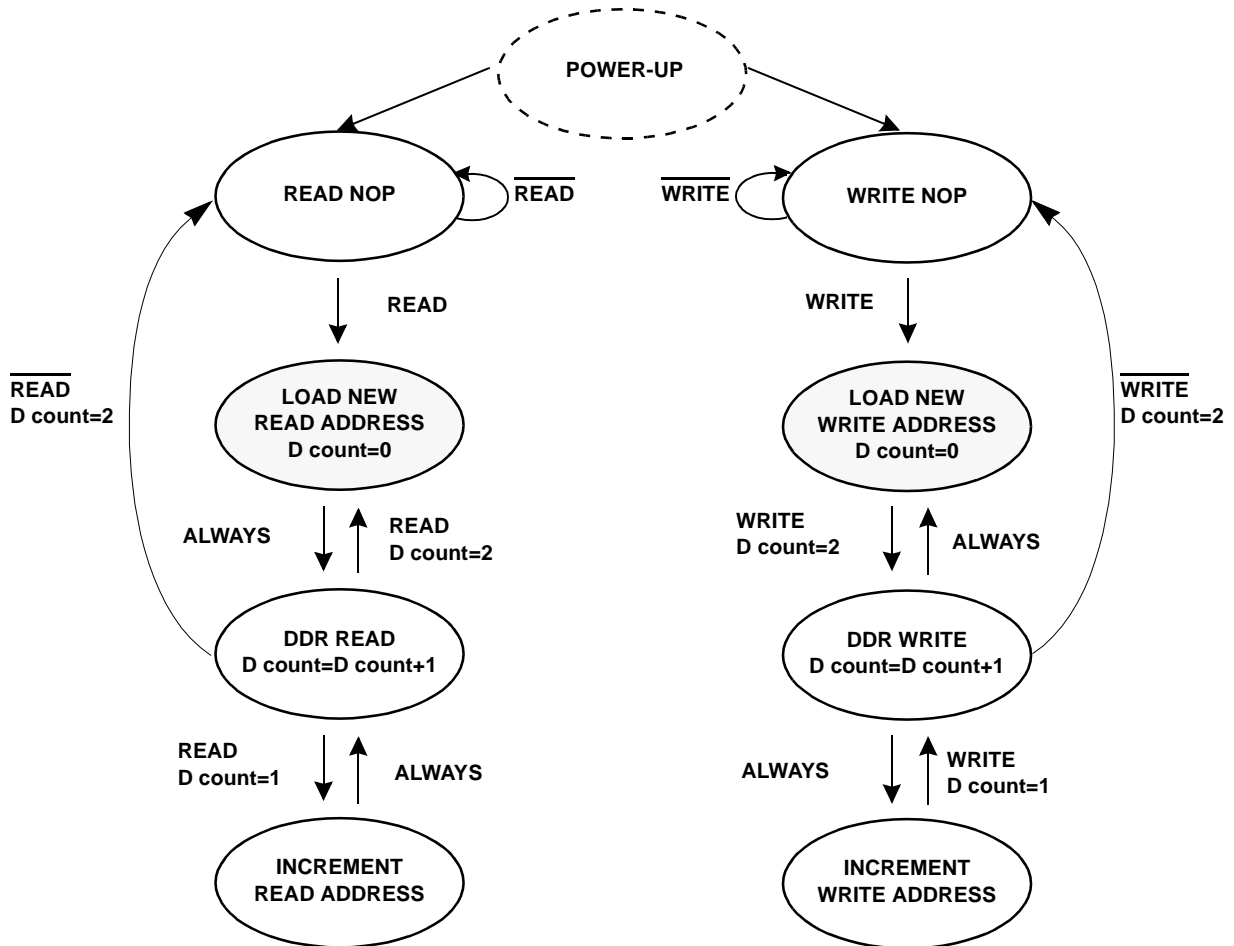 POWER-UP
READ NOP
READ
WRITE
WRITE NOP
READ
WRITE
READ
D count=2
LOAD NEW
READ ADDRESS
D count=0
LOAD NEW
WRITE ADDRESS
D count=0
WRITE
D count=2
ALWAYS
READ
D count=2
WRITE
D count=2
ALWAYS
DDR READ
D count=D count+1
DDR WRITE
D count=D count+1
READ
D count=1
ALWAYS
ALWAYS
WRITE
D count=1
INCREMENT
READ ADDRESS
INCREMENT
WRITE ADDRESS